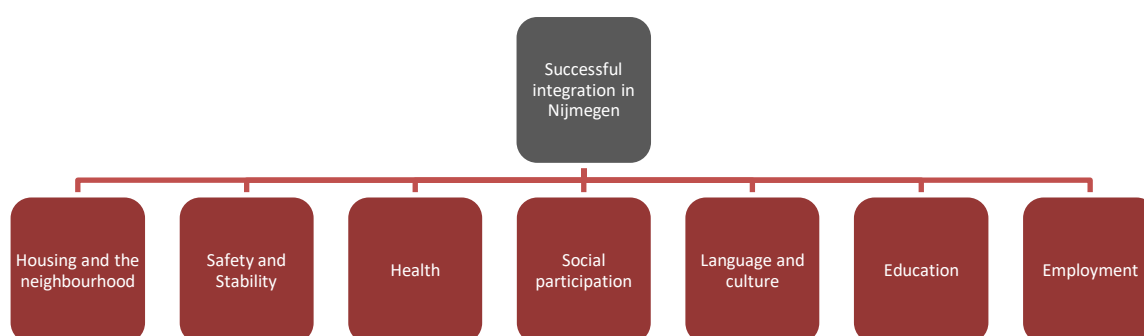 Successful
integration in
Nijmegen
Housing and the
neighbourhood
Safety and
Stability
Health
Social
participation
Language and
culture
Education
Employment